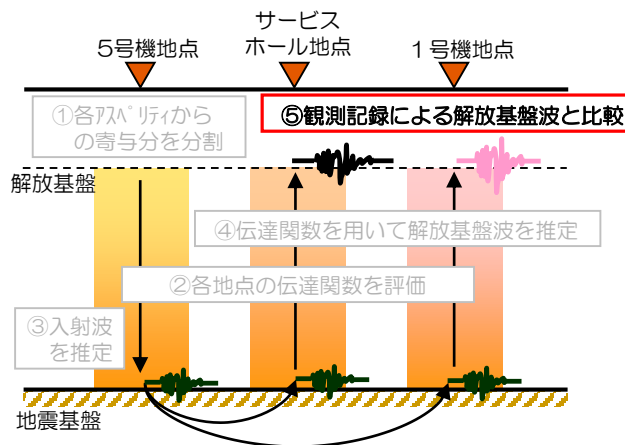 5号機地点
サービス
ホール地点
1号機地点
①各ｱｽﾍﾟﾘﾃｨから
の寄与分を分割
⑤観測記録による解放基盤波と比較
解放基盤
④伝達関数を用いて解放基盤波を推定
②各地点の伝達関数を評価
③入射波
を推定
地震基盤